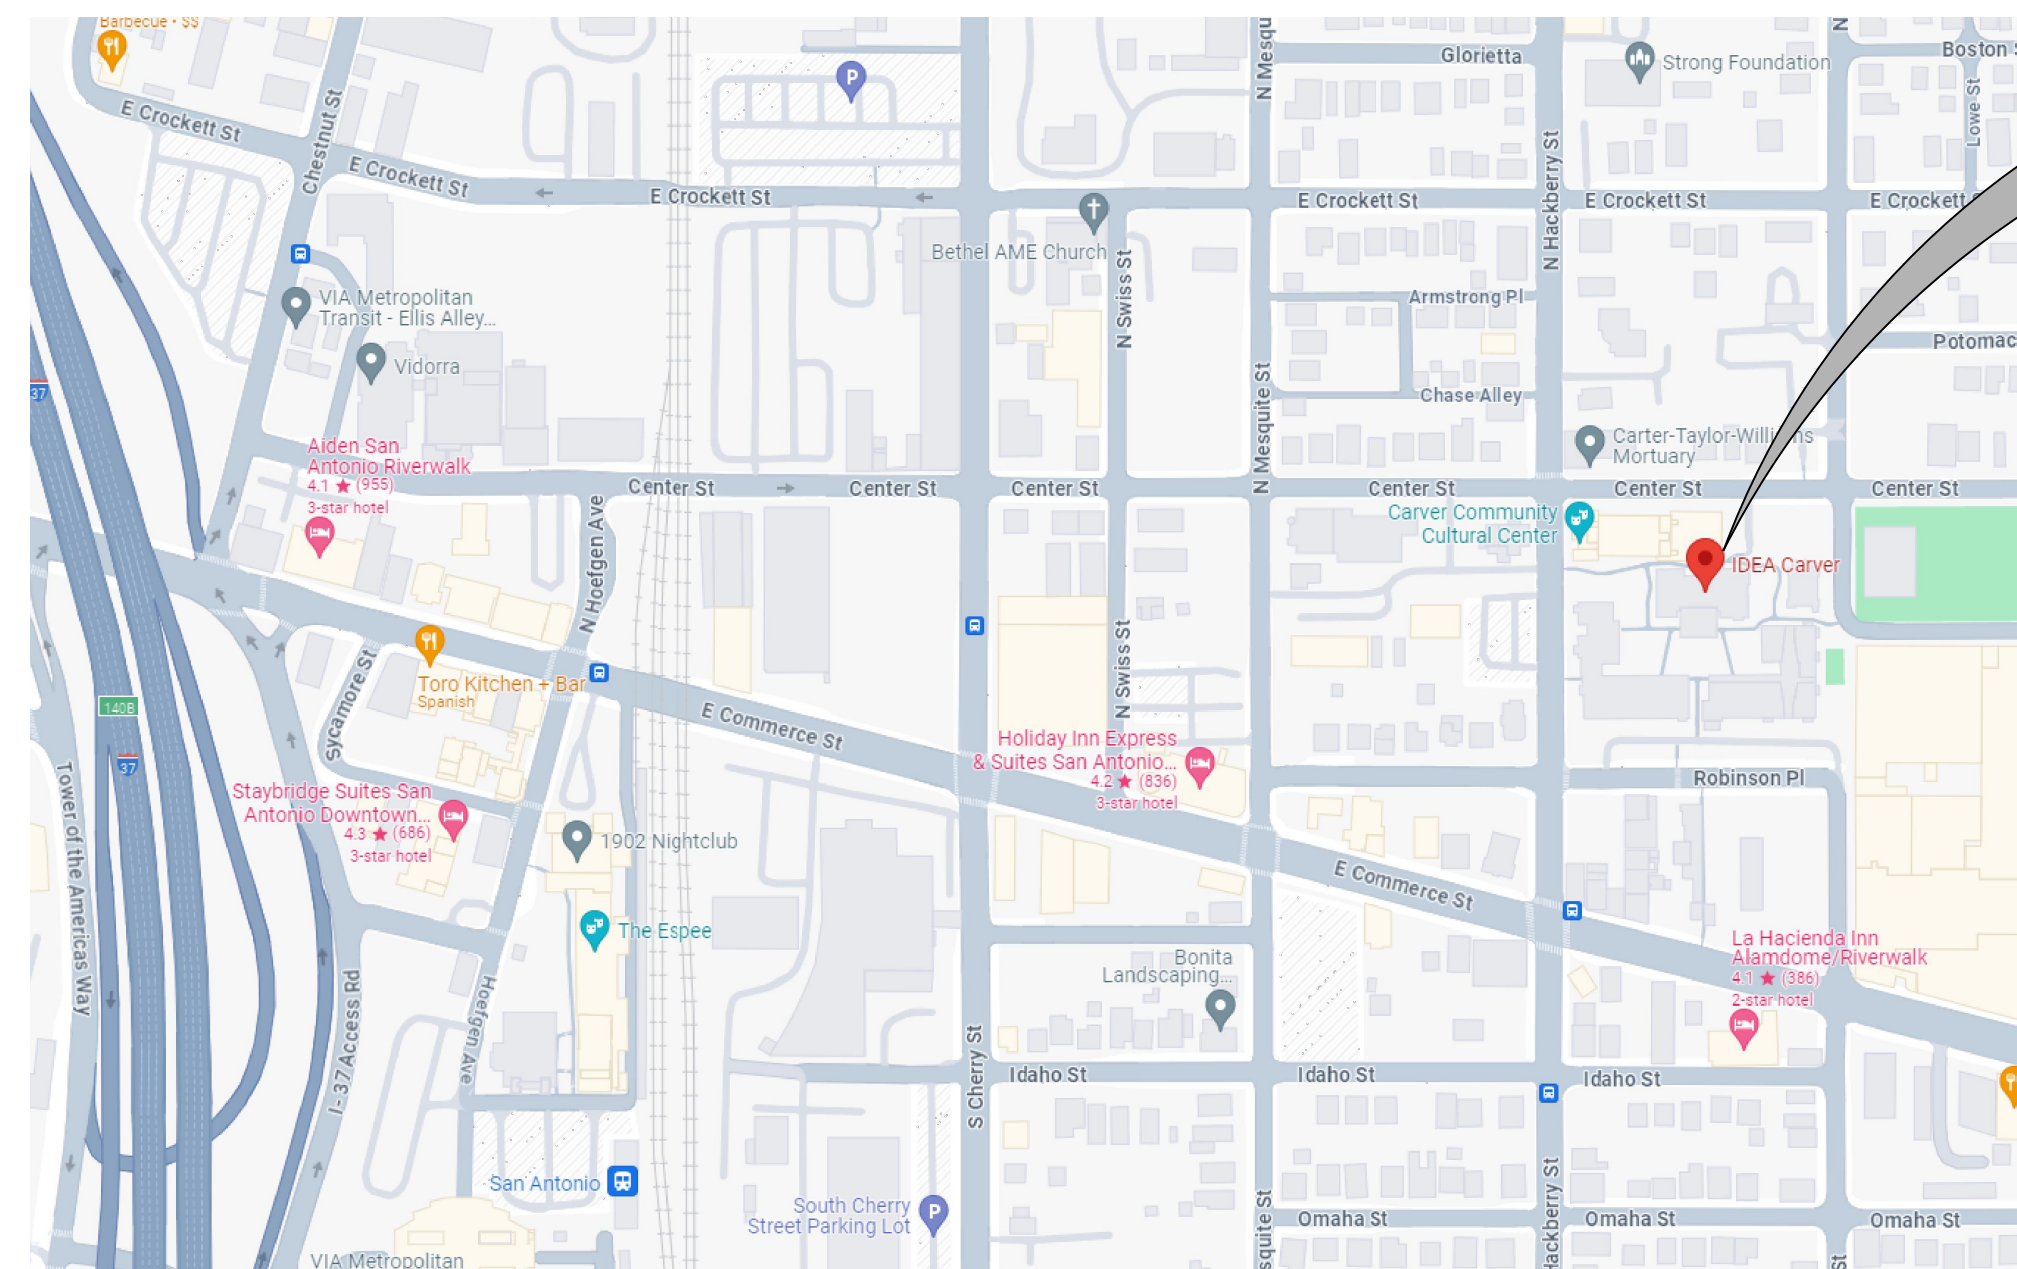 Barbecue · $$
E Crockett St
Chestnut St
E Crockett St
E Crockett St
P
N Mesqu
Glorietta
Strong Foundation
N
Boston
Lowe St
N Hackberry St
E Crockett St
E Crockett St
E Crockett S
Bethel AME Church
N Swiss St
Armstrong Pl
VIA Metropolitan
Transit - Ellis Alley...
Vidorra
Potomac
37
Chase Alley
N Mesquite St
Aiden San
Antonio Riverwalk
4.1 ★ (955)
3-star hotel
Carter-Taylor-Williams
Mortuary
Center St
Center St
Center St
Center St
Center St
Center St
Carver Community
Cultural Center
IDEA Carver
N Hoefgen Ave
N Swiss St
Toro Kitchen + Bar
Spanish
Sycamore St
140B
37
E Commerce St
Holiday Inn Express
& Suites San Antonio...
4.2 ★ (836)
3-star hotel
Robinson Pl
Tower of the Americas Way
Staybridge Suites San
Antonio Downtown...
4.3 ★ (686)
3-star hotel
1902 Nightclub
E Commerce St
The Espee
Bonita
Landscaping...
La Hacienda Inn
Alamdome/Riverwalk
4.1 ★ (386)
2-star hotel
I-37 Access Rd
Hoefgen Ave
S Cherry St
Idaho St
Idaho St
Idaho St
San Antonio
South Cherry
Street Parking Lot
P
squite St
Omaha St
Hackberry St
Omaha St
Omaha St
St
VIA Metropolitan